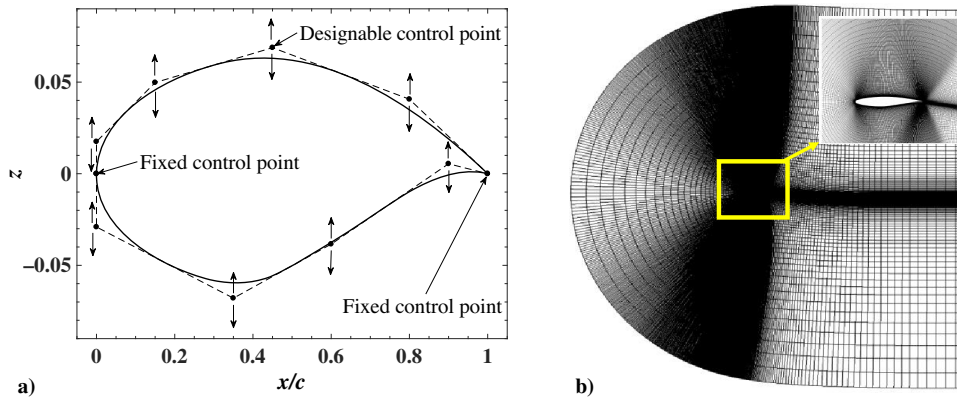 Designable control point
0.05
z
0
Fixed control point
−0.05
Fixed control point
0
0.2
0.4
0.6
0.8
1
a)
x/c
b)